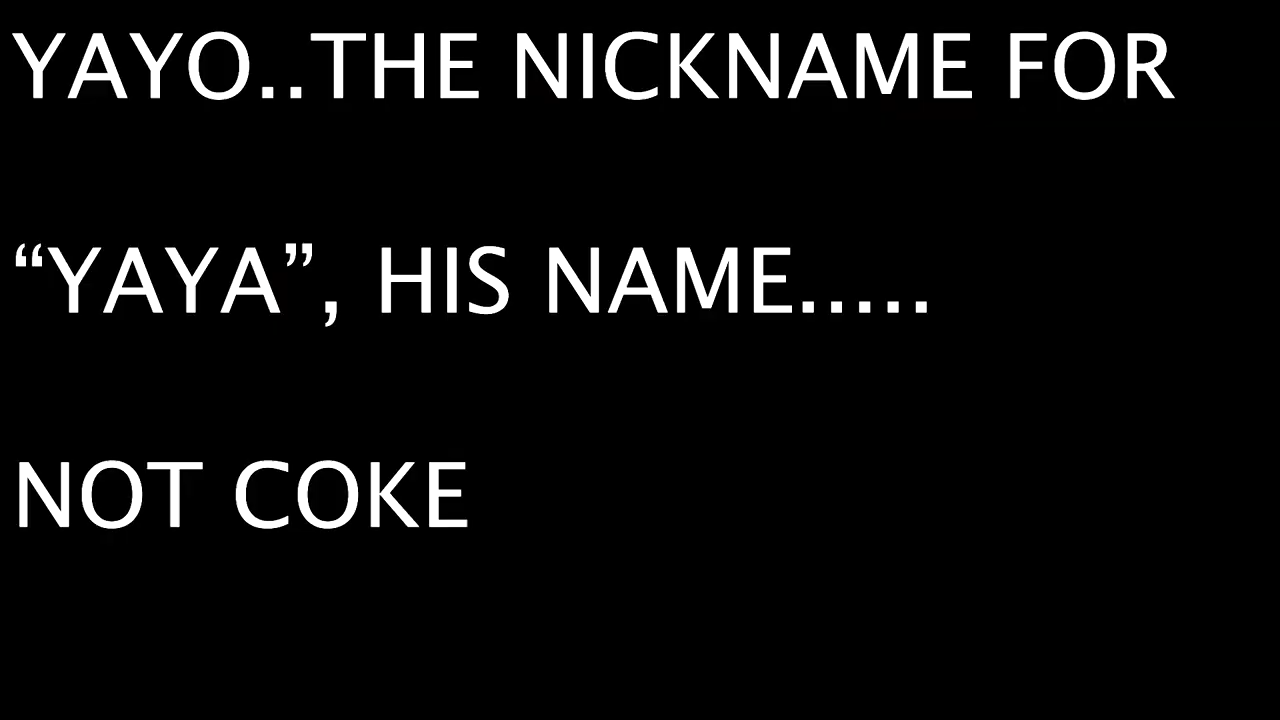 YAYO..THE NICKNAME FOR
“YAYA”, HIS NAME.....
NOT COKE